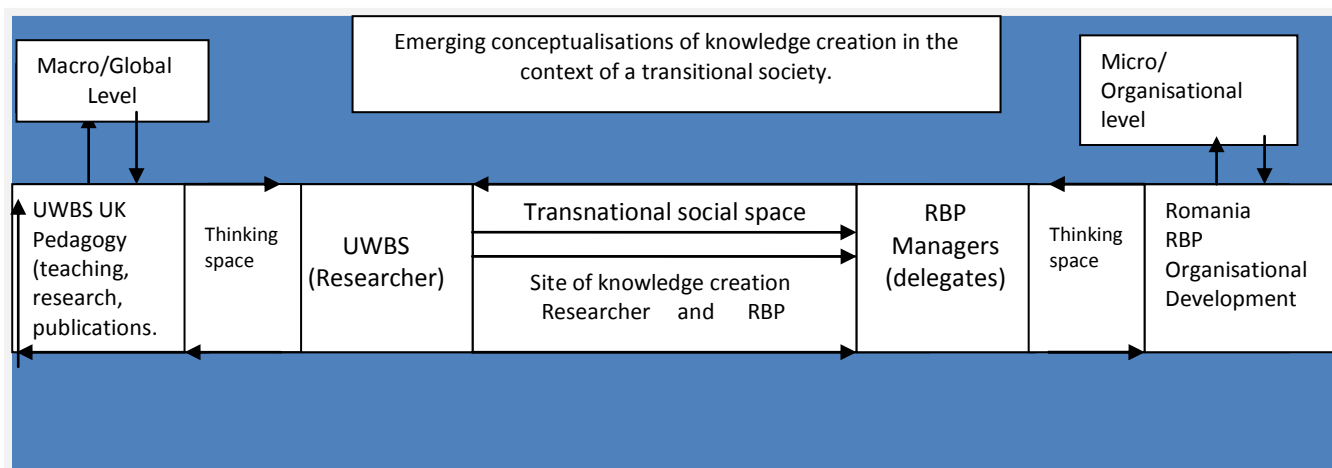 Emerging conceptualisations of knowledge creation in the
context of a transitional society.
Macro/Global
Level
Micro/
Organisational
level
UWBS UK
Pedagogy
(teaching,
research,
publications.
Thinking
space
UWBS
(Researcher)
Transnational social space
Site of knowledge creation
Researcher and RBP
RBP
Managers
(delegates)
Thinking
space
Romania
RBP
Organisational
Development